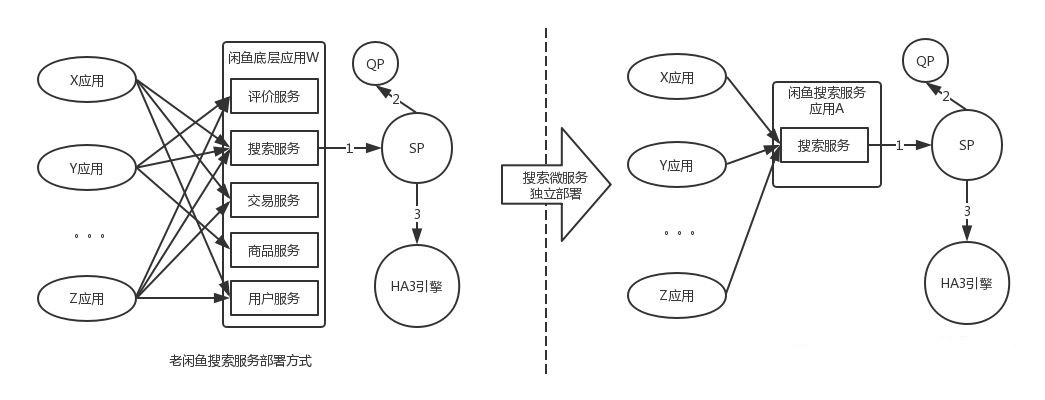 X应用
Y应用
。。。
Z应用
闲鱼底层应用W
评价服务
搜索服务
交易服务
商品服务
用户服务
1
QP
2
SP
3
HA3引擎
老闲鱼搜索服务部署方式
搜索微服务
独立部署
X应用
Y应用
。。。
Z应用
闲鱼搜索服务
应用A
搜索服务
1
QP
2
SP
3
HA3引擎